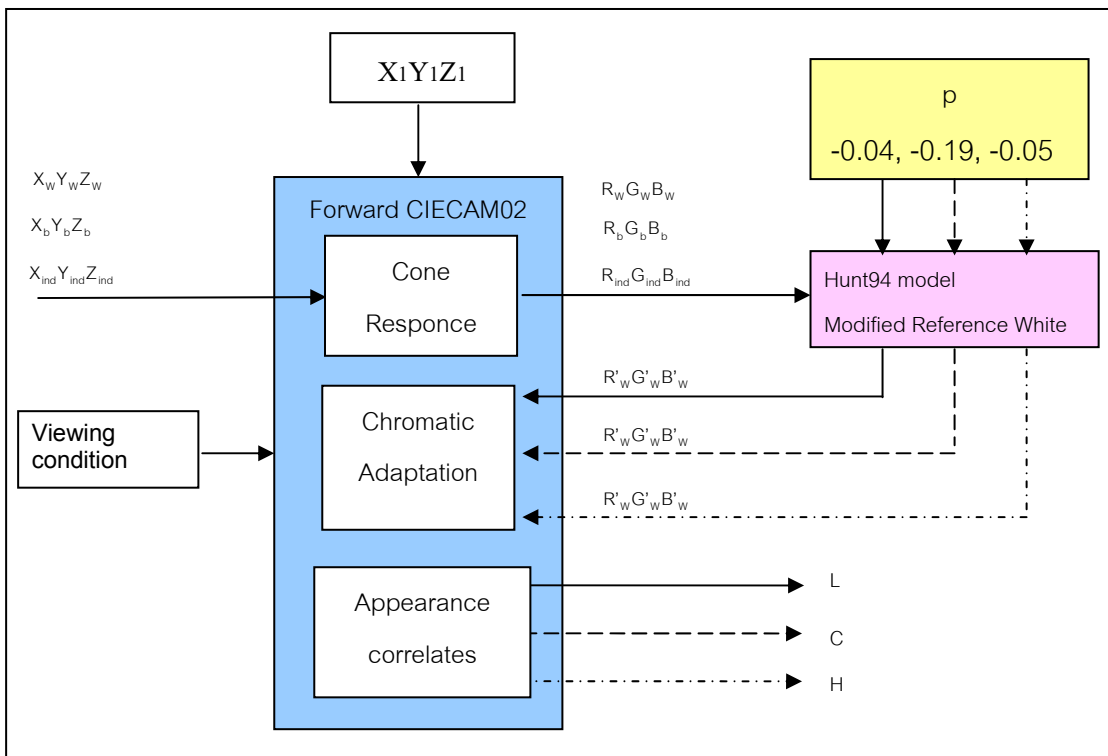 X1Y1Z1
p
-0.04, -0.19, -0.05
XwYwZw
XbYbZb
XindYindZind
Forward CIECAM02
Cone
Responce
RwGwBw
RbGbBb
RindGindBind
Hunt94 model
Modified Reference White
Viewing
condition
Chromatic
Adaptation
R'wG'wB'w
R'wG'wB'w
R'wG'wB'w
Appearance
correlates
L
C
H